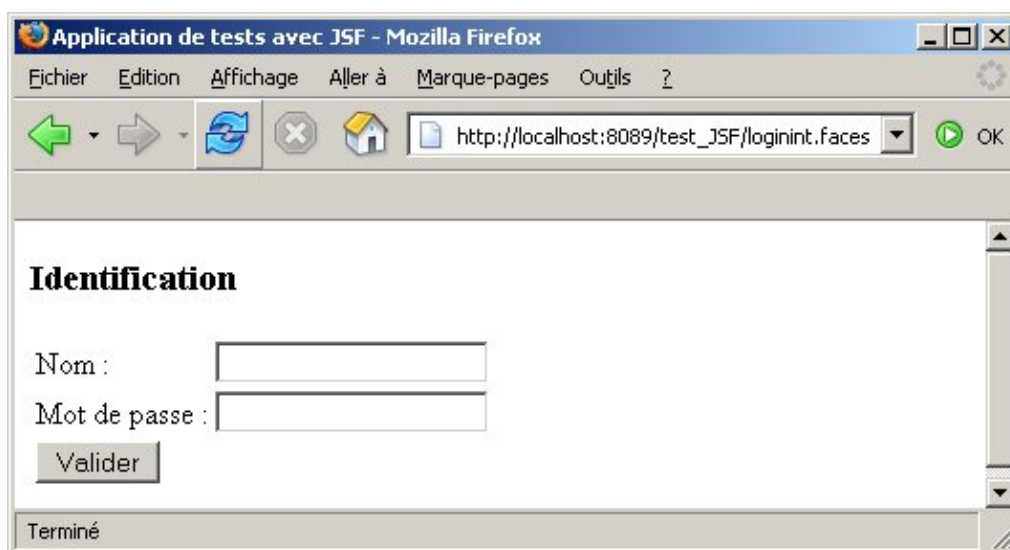 Application de tests avec JSF - Mozilla Firefox
Fichier Edition Affichage Aller à Marque-pages Outils ?
http://localhost:8089/test_JSF/loginint.faces OK
Identification
Nom :
Mot de passe :
Valider
Terminé